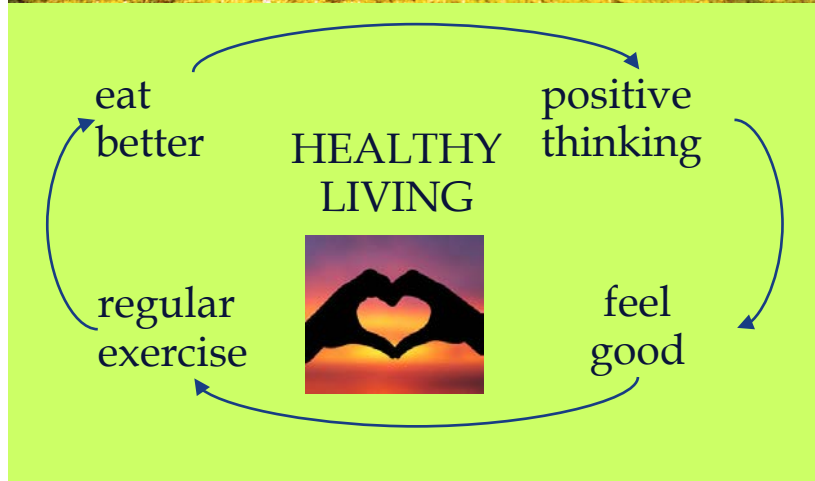 eat
better
positive
thinking
HEALTHY
LIVING
regular
exercise
feel
good